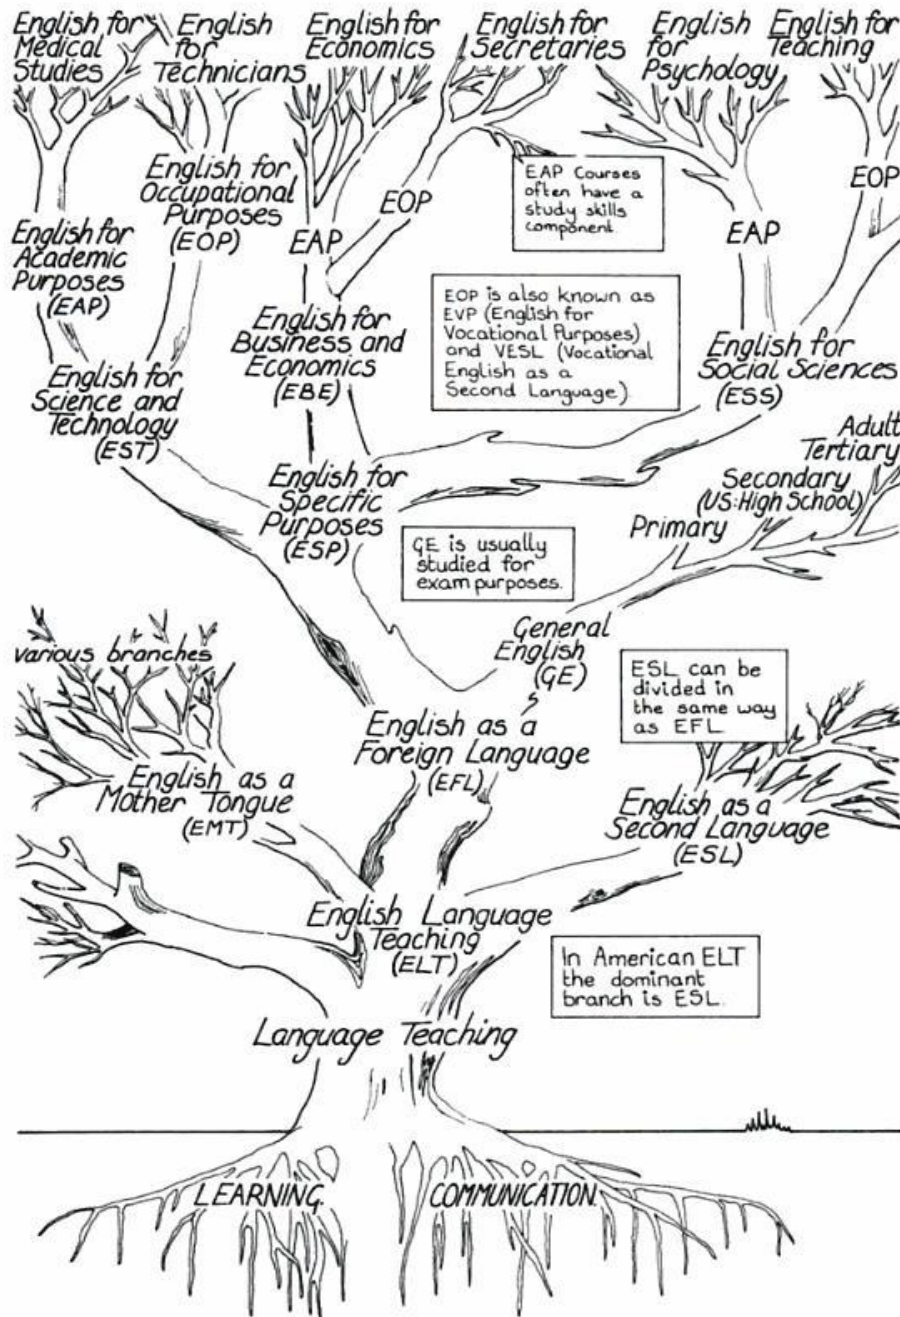 English for
Medical
Studies
English
for
Technicians
English for
Economics
English for
Secretaries
English
for
Psychology
English for
Teaching
English for
Occupational
Purposes
(EOP)
EAP Courses
often have a
study skills
component.
EOP
EOP
English for
Academic
Purposes
(EAP)
EAP
EAP
EOP is also known as
EVP (English for
Vocational Purposes)
and VESL (Vocational
English as a
Second Language)
English for
Business and
Economics
(EBE)
English for
Social Sciences
(ESS)
English for
Science and
Technology
(EST)
Adult
Tertiary
Secondary
(US:High School)
Primary
English for
Specific
Purposes
(ESP)
GE is usually
studied for
exam purposes.
General
English
(GE)
various branches
ESL can be
divided in
the same way
as EFL
English as a
Foreign Language
(EFL)
English as a
Mother Tongue
(EMT)
English as a
Second Language
(ESL)
English Language
Teaching
(ELT)
In American ELT
the dominant
branch is ESL.
Language Teaching
LEARNING
COMMUNICATION